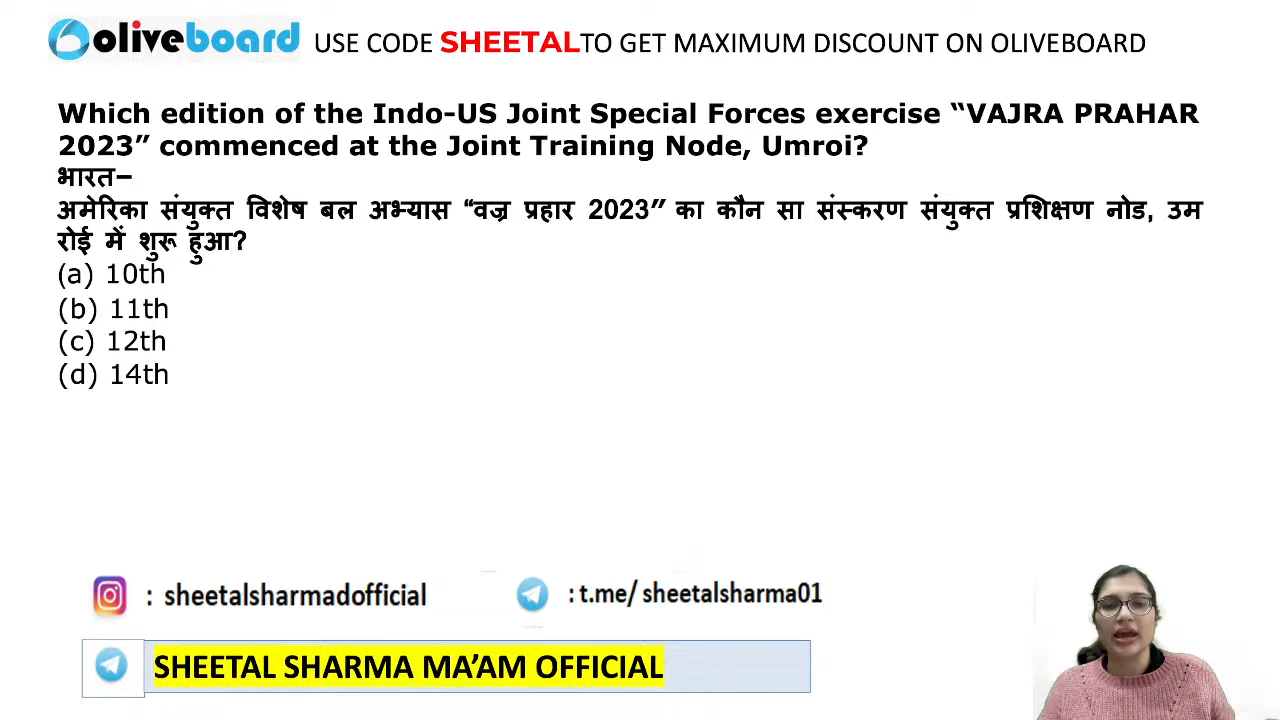 oliveboard USE CODE SHEETAL TO GET MAXIMUM DISCOUNT ON OLIVEBOARD
Which edition of the Indo-US Joint Special Forces exercise “VAJRA PRAHAR
2023” commenced at the Joint Training Node, Umroi?
भारत–
अमेरिका संयुक्त विशेष बल अभ्यास “वज्र प्रहार 2023” का कौन सा संस्करण संयुक्त प्रशिक्षण नोड, उम
रोई में शुरू हुआ?
(a) 10th
(b) 11th
(c) 12th
(d) 14th
: sheetalsharmadofficial : t.me/ sheetalsharma01
SHEETAL SHARMA MA’AM OFFICIAL